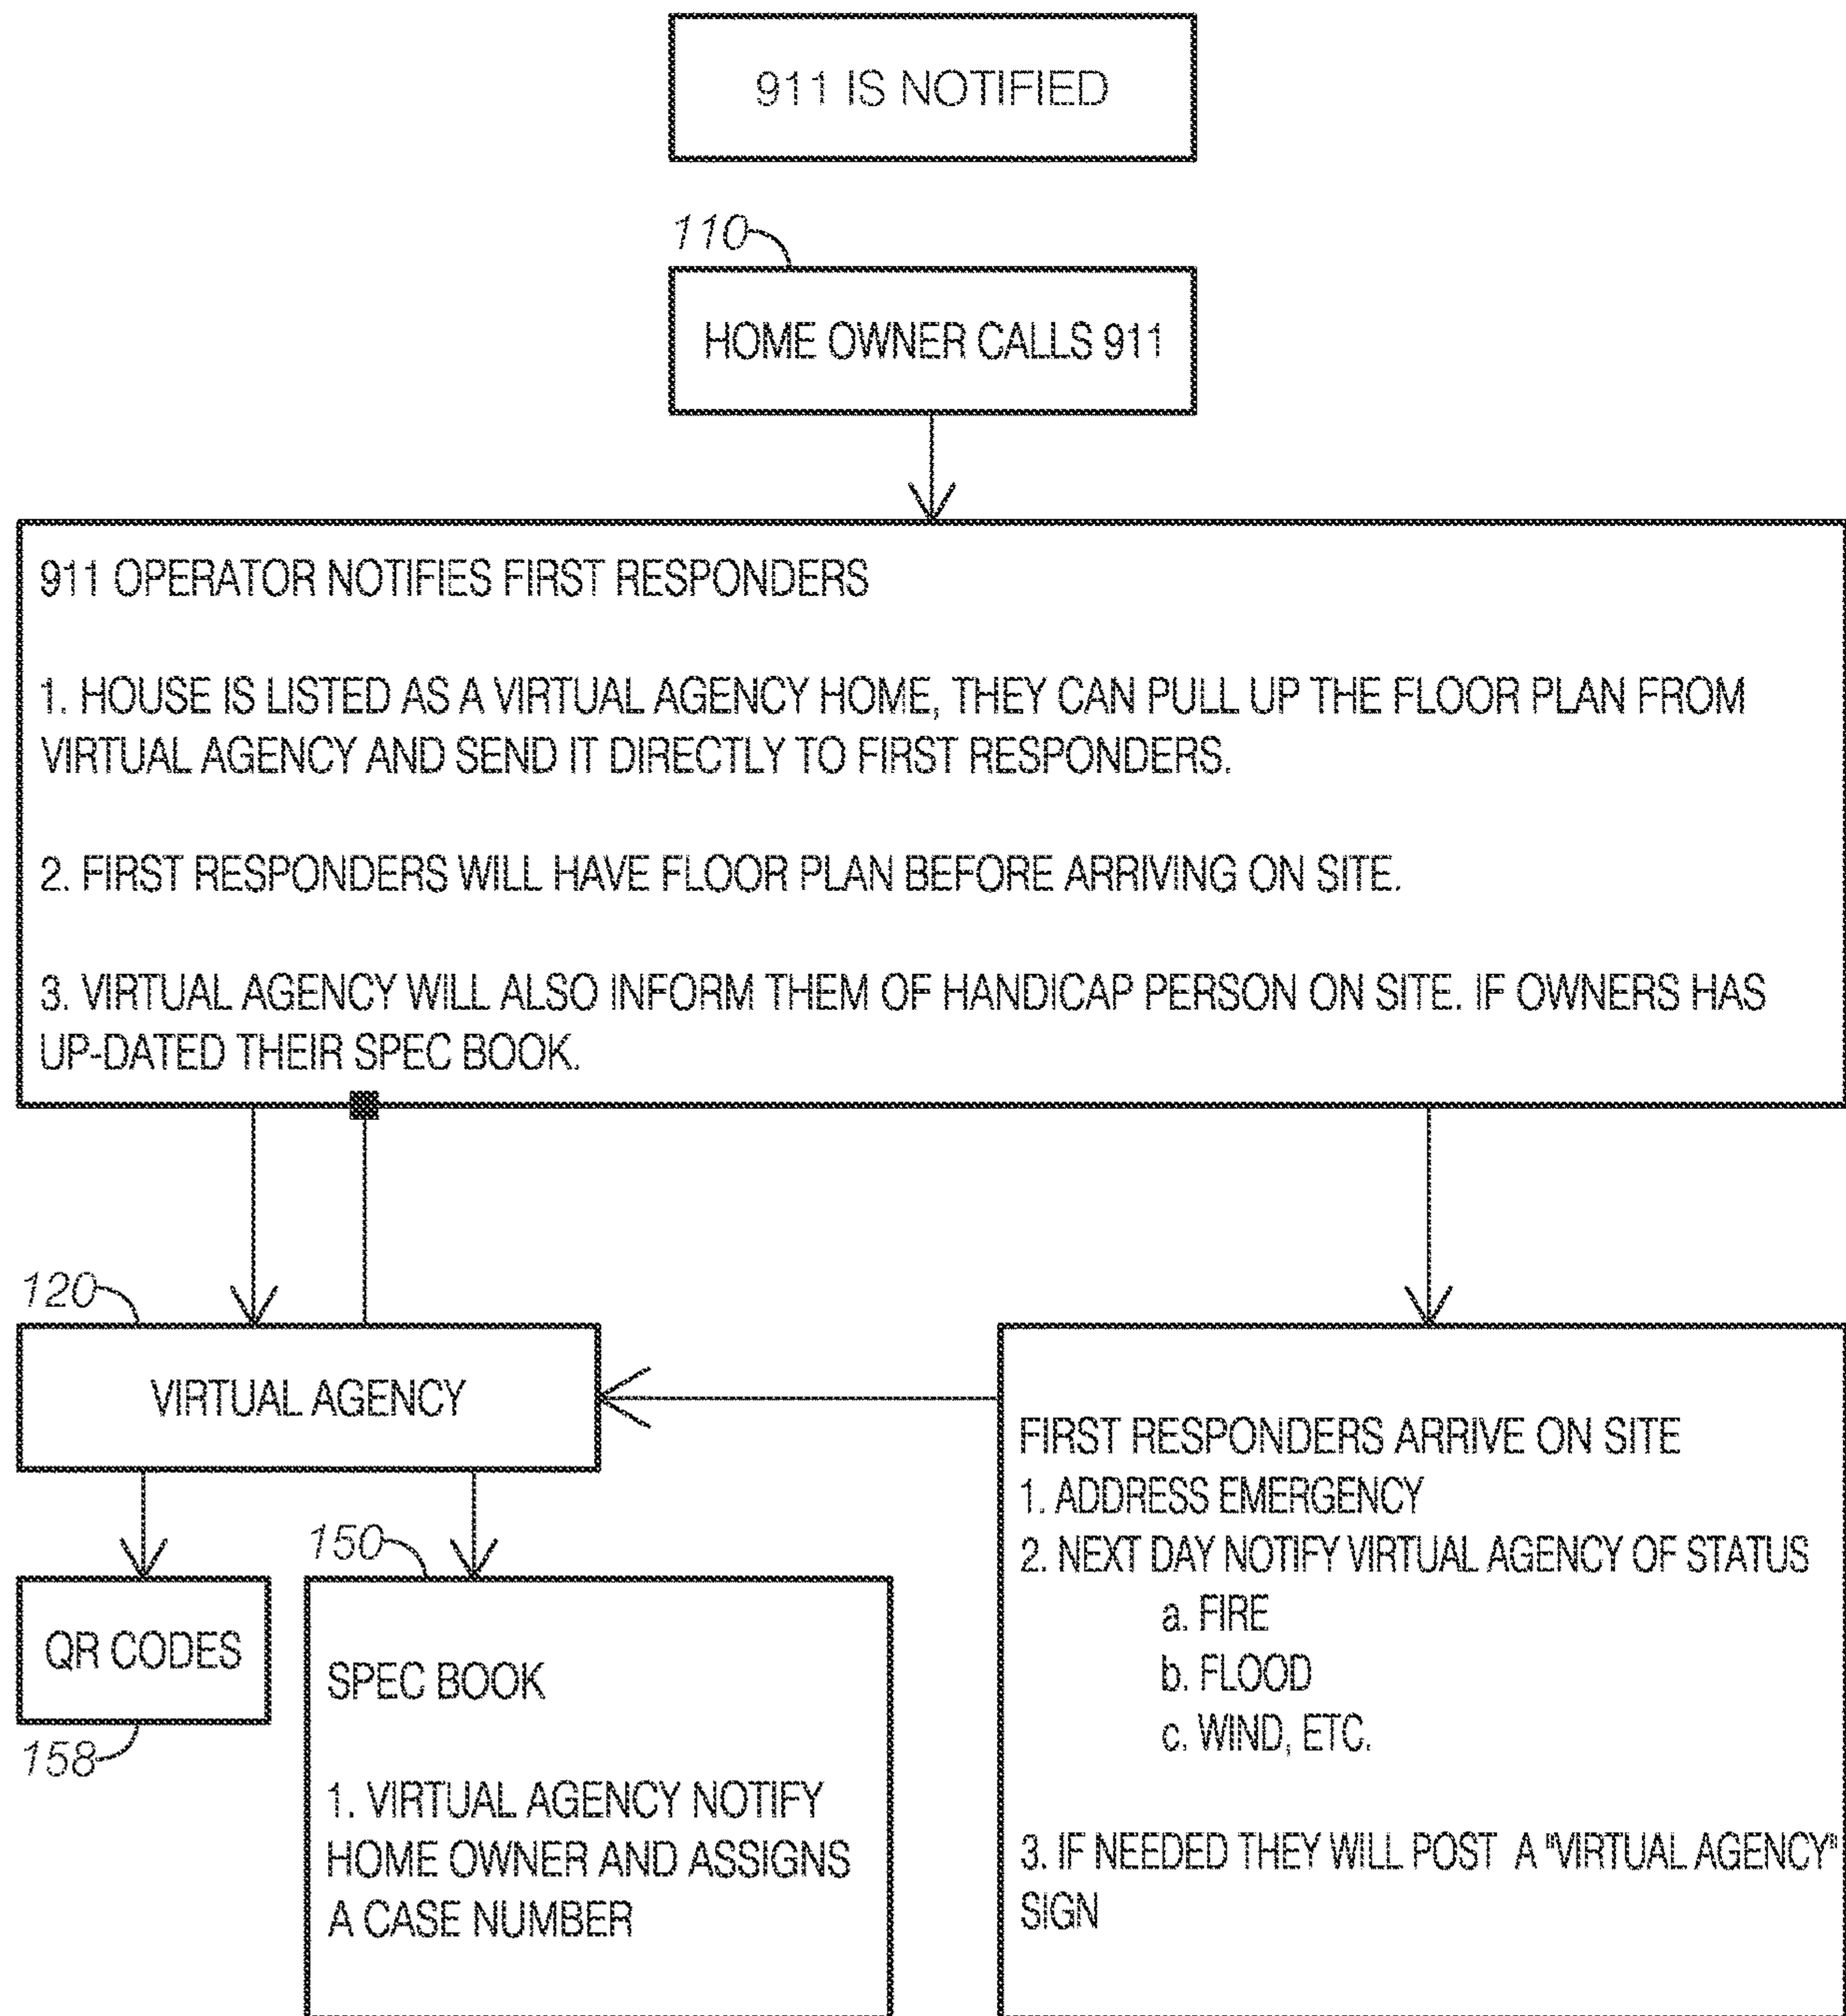 911 IS NOTIFIED
110
HOME OWNER CALLS 911
911 OPERATOR NOTIFIES FIRST RESPONDERS
1. HOUSE IS LISTED AS A VIRTUAL AGENCY HOME, THEY CAN PULL UP THE FLOOR PLAN FROM
VIRTUAL AGENCY AND SEND IT DIRECTLY TO FIRST RESPONDERS.
2. FIRST RESPONDERS WILL HAVE FLOOR PLAN BEFORE ARRIVING ON SITE.
3. VIRTUAL AGENCY WILL ALSO INFORM THEM OF HANDICAP PERSON ON SITE. IF OWNERS HAS
UP-DATED THEIR SPEC BOOK.
120
VIRTUAL AGENCY
QR CODES
158
150
SPEC BOOK
1. VIRTUAL AGENCY NOTIFY
HOME OWNER AND ASSIGNS
A CASE NUMBER
FIRST RESPONDERS ARRIVE ON SITE
1. ADDRESS EMERGENCY
2. NEXT DAY NOTIFY VIRTUAL AGENCY OF STATUS
a. FIRE
b. FLOOD
c. WIND, ETC.
3. IF NEEDED THEY WILL POST A "VIRTUAL AGENCY"
SIGN